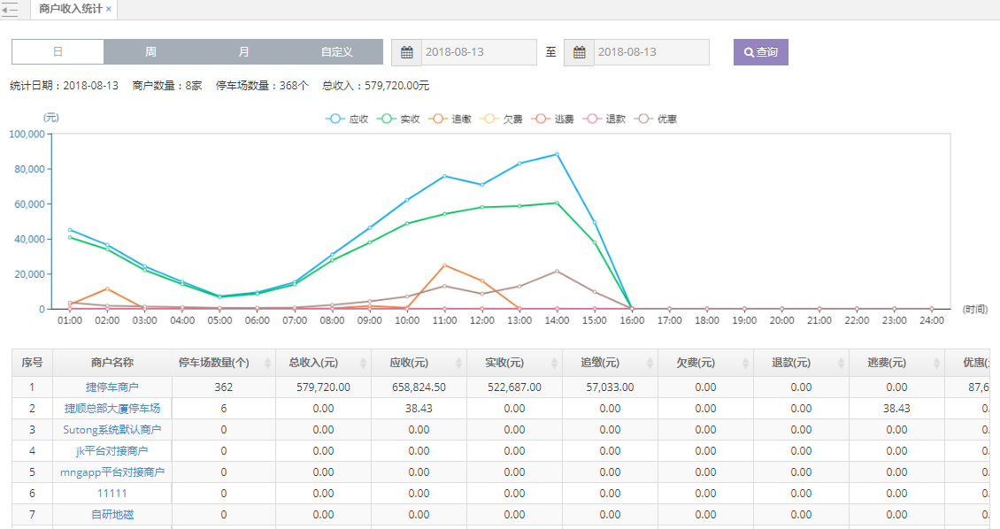 商户收入统计 ×
日 周 月 自定义 2018-08-13 至 2018-08-13 查询
统计日期：2018-08-13 商户数量：8家 停车场数量：368个 总收入：579,720.00元
(元) 应收 实收 追缴 欠费 逃费 退款 优惠
100,000
80,000
60,000
40,000
20,000
0
01:00 02:00 03:00 04:00 05:00 06:00 07:00 08:00 09:00 10:00 11:00 12:00 13:00 14:00 15:00 16:00 17:00 18:00 19:00 20:00 21:00 22:00 23:00 24:00 (时间)
序号 商户名称 停车场数量(个) 总收入(元) 应收(元) 实收(元) 追缴(元) 欠费(元) 退款(元) 逃费(元) 优惠(
1 捷停车商户 362 579,720.00 658,824.50 522,687.00 57,033.00 0.00 0.00 0.00 87,6
2 捷顺总部大厦停车场 6 0.00 38.43 0.00 0.00 0.00 0.00 38.43 0.
3 Sutong系统默认商户 0 0.00 0.00 0.00 0.00 0.00 0.00 0.00 0.
4 jk平台对接商户 0 0.00 0.00 0.00 0.00 0.00 0.00 0.00 0.
5 mngapp平台对接商户 0 0.00 0.00 0.00 0.00 0.00 0.00 0.00 0.
6 11111 0 0.00 0.00 0.00 0.00 0.00 0.00 0.00 0.
7 自研地磁 0 0.00 0.00 0.00 0.00 0.00 0.00 0.00 0.